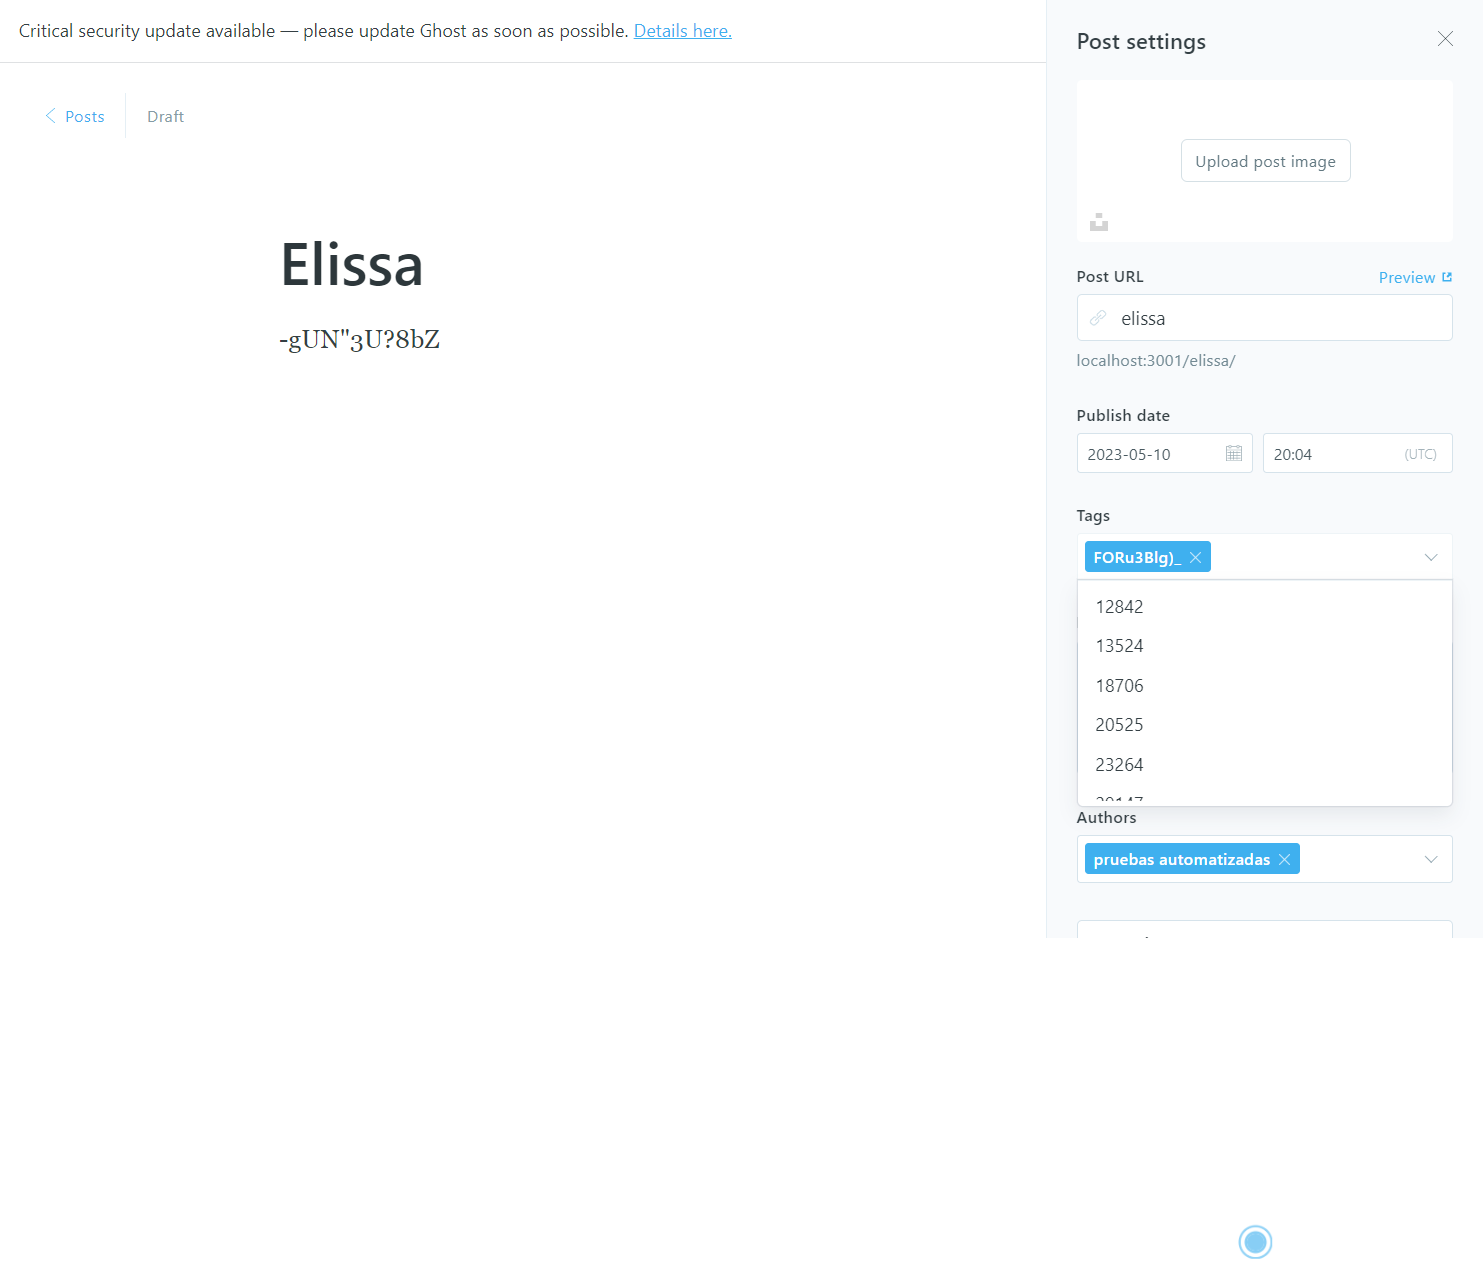 Critical security update available — please update Ghost as soon as possible. Details here.
Posts
Draft
Elissa
-gUN"3U?8bZ
Post settings
Upload post image
Post URL
Preview
elissa
localhost:3001/elissa/
Publish date
2023-05-10
20:04
(UTC)
Tags
FORu3Blg)_
12842
13524
18706
20525
23264
Authors
pruebas automatizadas